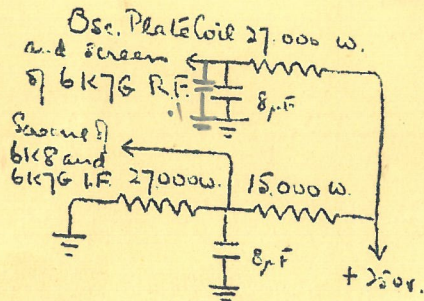 Osc. Plate Coil 27.000 w.
and screen
of 6K7G R.F.
.1
8µF
Screen of
6K8 and
6K7G I.F. 27000w. 15.000 w.
8µF
+250v.